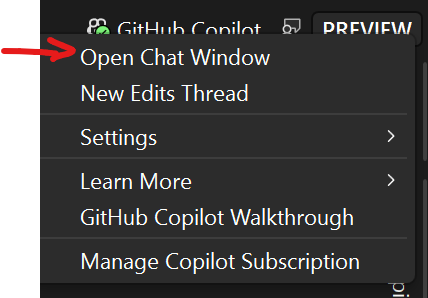 GitHub Copilot PREVIEW
Open Chat Window
New Edits Thread
Settings
Learn More
GitHub Copilot Walkthrough
Manage Copilot Subscription